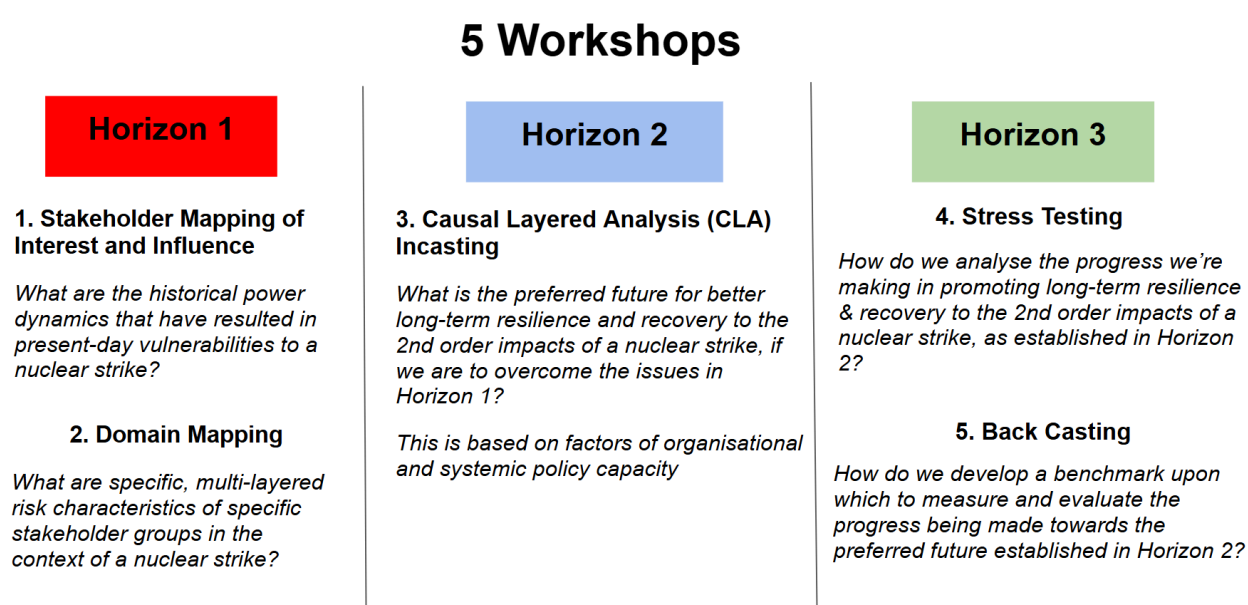 5 Workshops
Horizon 1
1. Stakeholder Mapping of
Interest and Influence
What are the historical power
dynamics that have resulted in
present-day vulnerabilities to a
nuclear strike?
2. Domain Mapping
What are specific, multi-layered
risk characteristics of specific
stakeholder groups in the
context of a nuclear strike?
Horizon 2
3. Causal Layered Analysis (CLA)
Incasting
What is the preferred future for better
long-term resilience and recovery to the
2nd order impacts of a nuclear strike, if
we are to overcome the issues in
Horizon 1?
This is based on factors of organisational
and systemic policy capacity
Horizon 3
4. Stress Testing
How do we analyse the progress we’re
making in promoting long-term resilience
& recovery to the 2nd order impacts of a
nuclear strike, as established in Horizon
2?
5. Back Casting
How do we develop a benchmark upon
which to measure and evaluate the
progress being made towards the
preferred future established in Horizon 2?